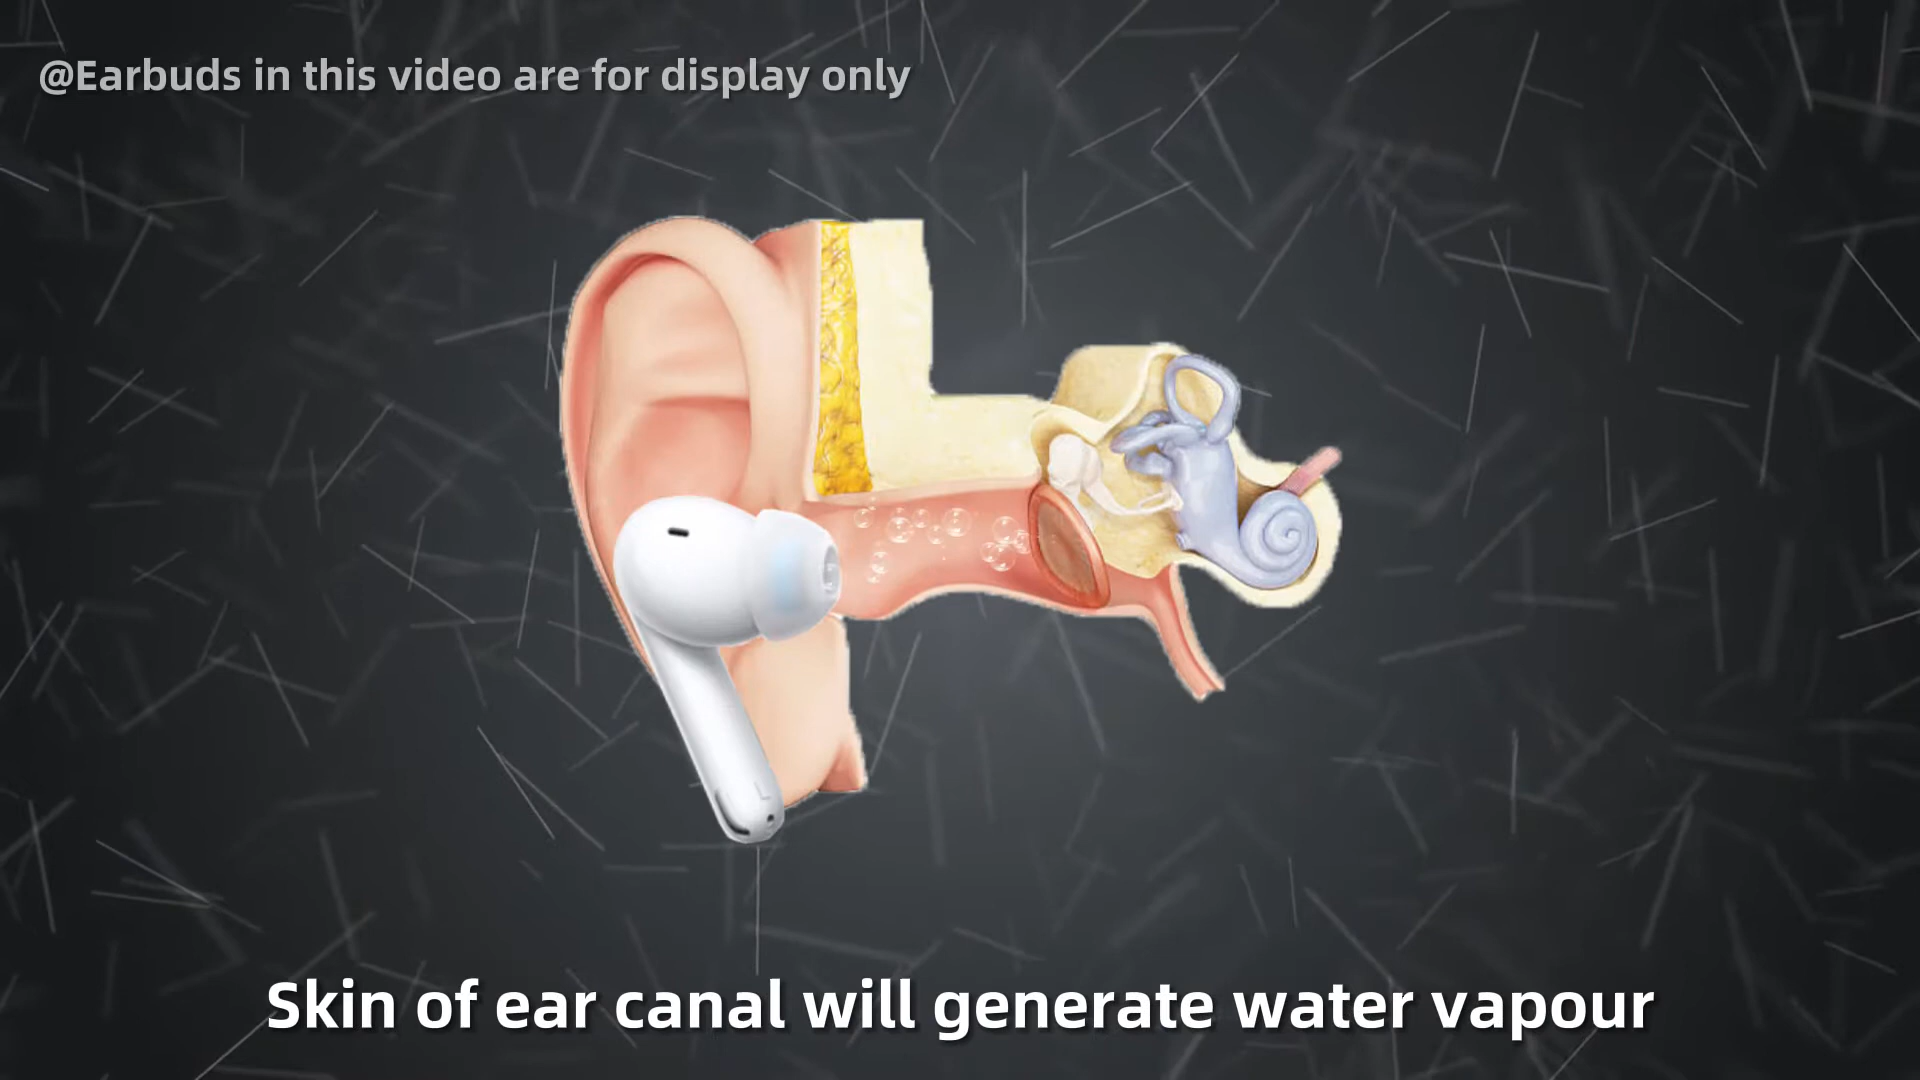 @Earbuds in this video are for display only
L
Skin of ear canal will generate water vapour